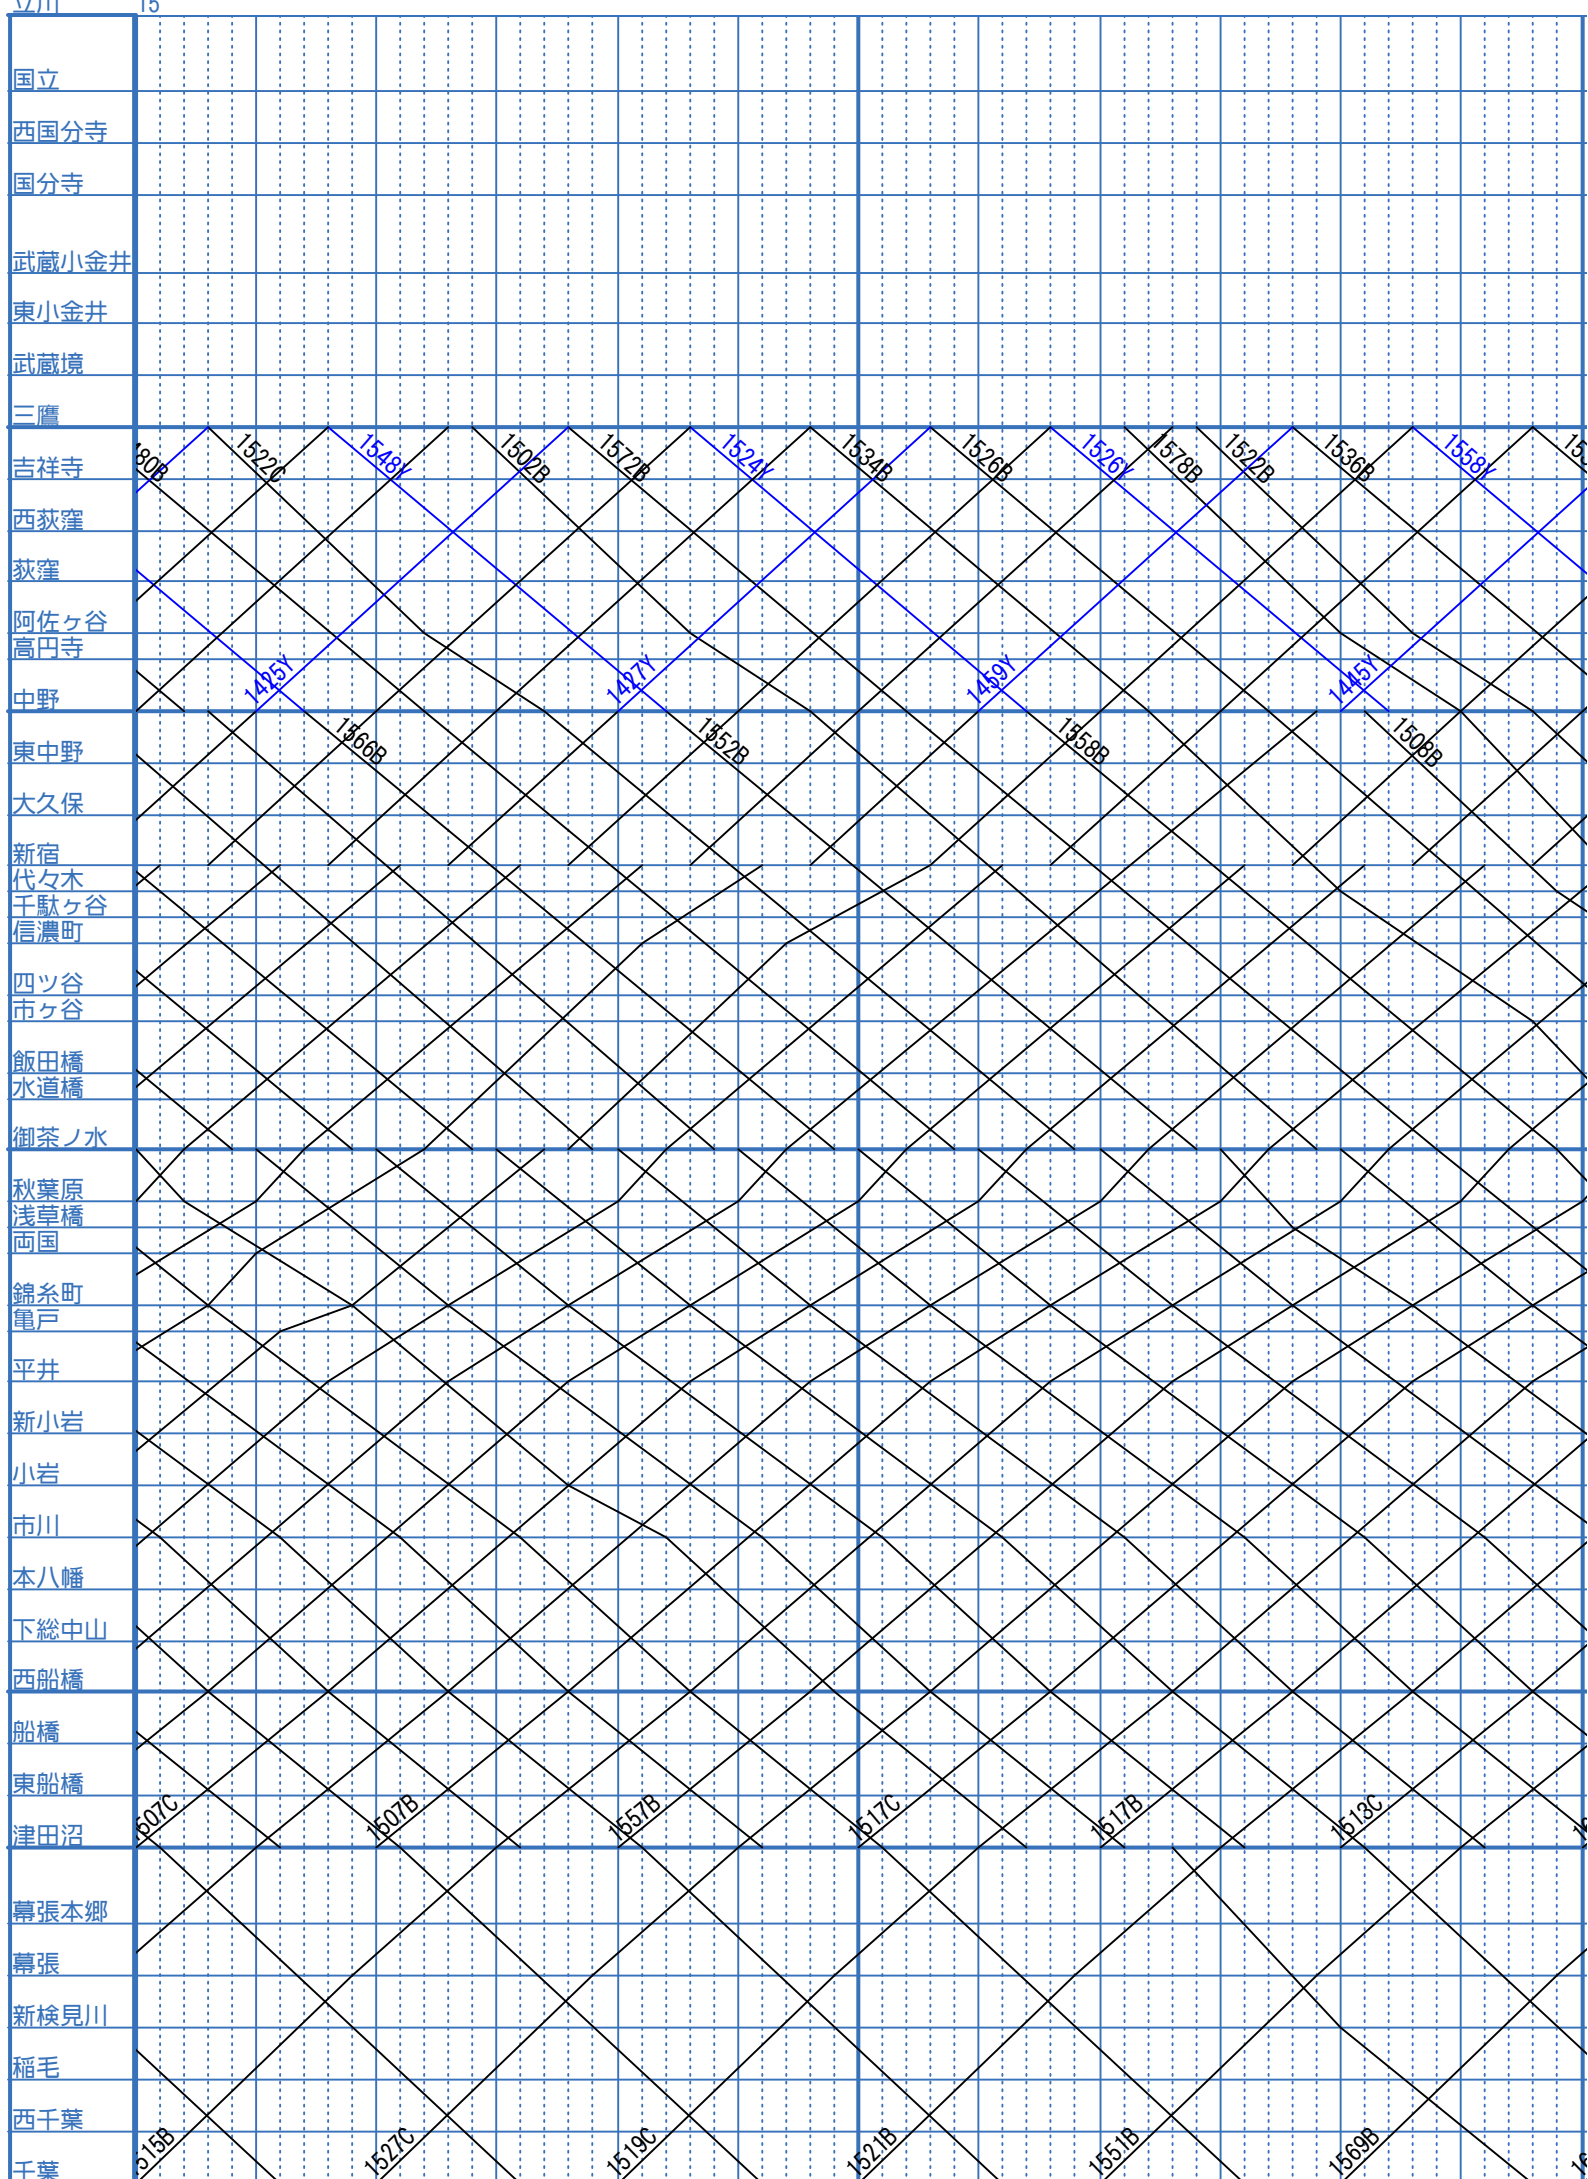 立川 15
国立
西国分寺
国分寺
武蔵小金井
東小金井
武蔵境
三鷹
吉祥寺 480B 1522C 1548Y 1502B 1572B 1524Y 1534B 1526B 1526Y 1578B 1522B 1536B 1558Y
西荻窪
荻窪
阿佐ヶ谷
高円寺
中野 1425Y 1427Y 1459Y 1445Y
東中野 1566B 1552B 1558B 1508B
大久保
新宿
代々木
千駄ヶ谷
信濃町
四ツ谷
市ヶ谷
飯田橋
水道橋
御茶ノ水
秋葉原
浅草橋
両国
錦糸町
亀戸
平井
新小岩
小岩
市川
本八幡
下総中山
西船橋
船橋
東船橋
津田沼 1507C 1507B 1557B 1517C 1517B 1513C
幕張本郷
幕張
新検見川
稲毛
西千葉
千葉 1515B 1527C 1519C 1521B 1551B 1569B